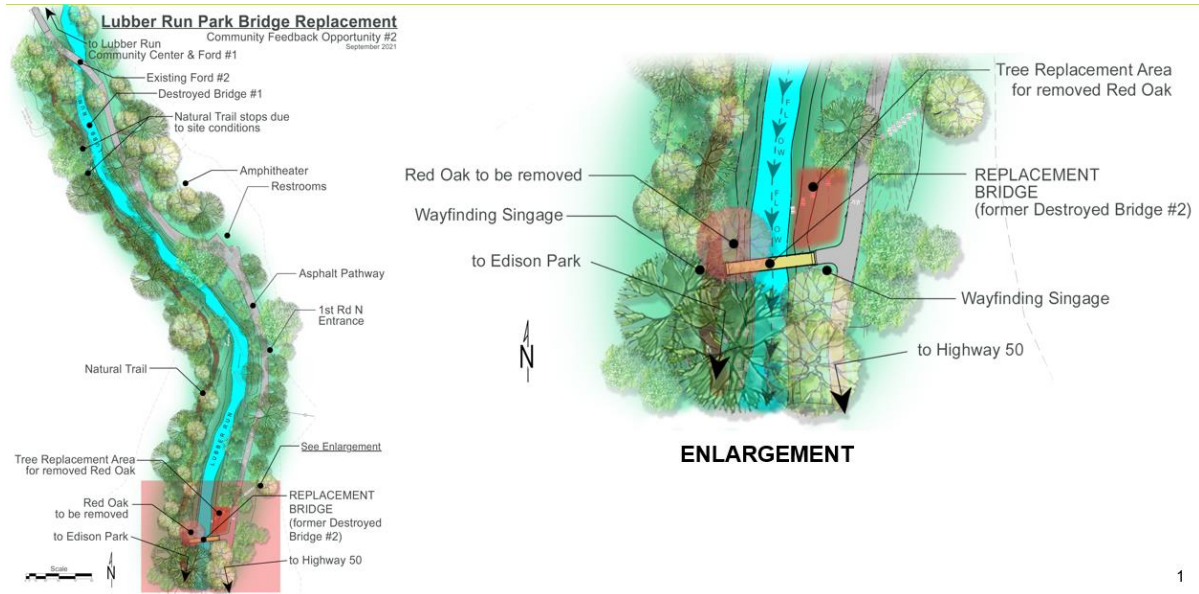 Lubber Run Park Bridge Replacement
Community Feedback Opportunity #2
September 2021
to Lubber Run
Community Center & Ford #1
Existing Ford #2
Destroyed Bridge #1
Natural Trail stops due
to site conditions
Amphitheater
Restrooms
Asphalt Pathway
1st Rd N
Entrance
Natural Trail
LUBBER RUN
See Enlargement
Tree Replacement Area
for removed Red Oak
Red Oak
to be removed
to Edison Park
REPLACEMENT
BRIDGE
(former Destroyed
Bridge #2)
to Highway 50
Scale
N
Tree Replacement Area
for removed Red Oak
Red Oak to be removed
Wayfinding Singage
to Edison Park
FLOW
FLOW
REPLACEMENT
BRIDGE
(former Destroyed Bridge #2)
Wayfinding Singage
to Highway 50
N
ENLARGEMENT
1